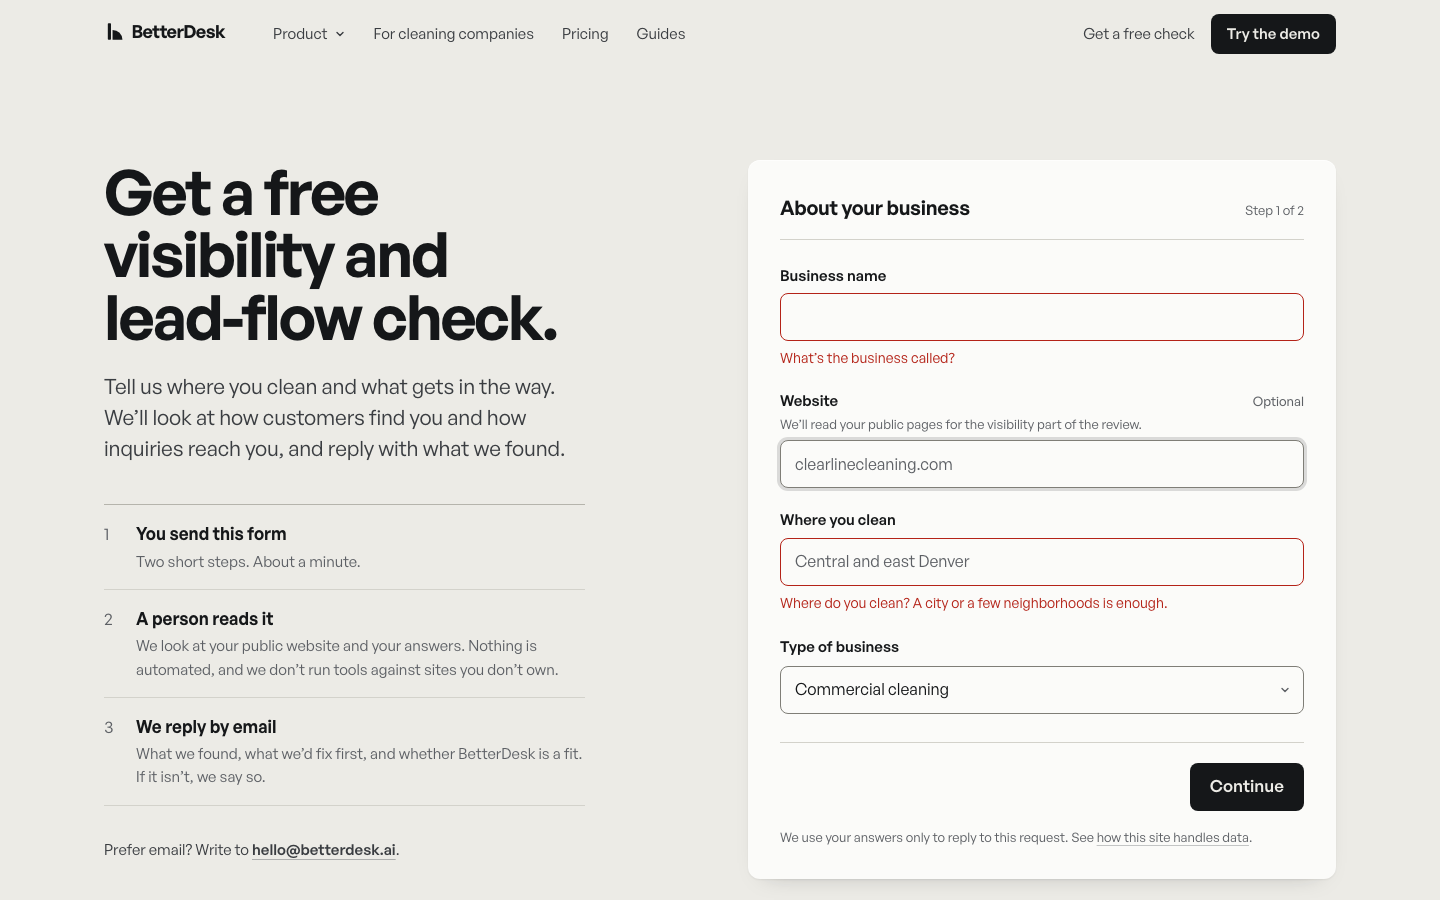 BetterDesk
Product
For cleaning companies
Pricing
Guides
Get a free check
Try the demo
Get a free
visibility and
lead-flow check.
Tell us where you clean and what gets in the way.
We’ll look at how customers find you and how
inquiries reach you, and reply with what we found.
1 You send this form
Two short steps. About a minute.
2 A person reads it
We look at your public website and your answers. Nothing is
automated, and we don’t run tools against sites you don’t own.
3 We reply by email
What we found, what we’d fix first, and whether BetterDesk is a fit.
If it isn’t, we say so.
Prefer email? Write to hello@betterdesk.ai.
About your business
Step 1 of 2
Business name
What’s the business called?
Website
Optional
We’ll read your public pages for the visibility part of the review.
clearlinecleaning.com
Where you clean
Central and east Denver
Where do you clean? A city or a few neighborhoods is enough.
Type of business
Commercial cleaning
Continue
We use your answers only to reply to this request. See how this site handles data.